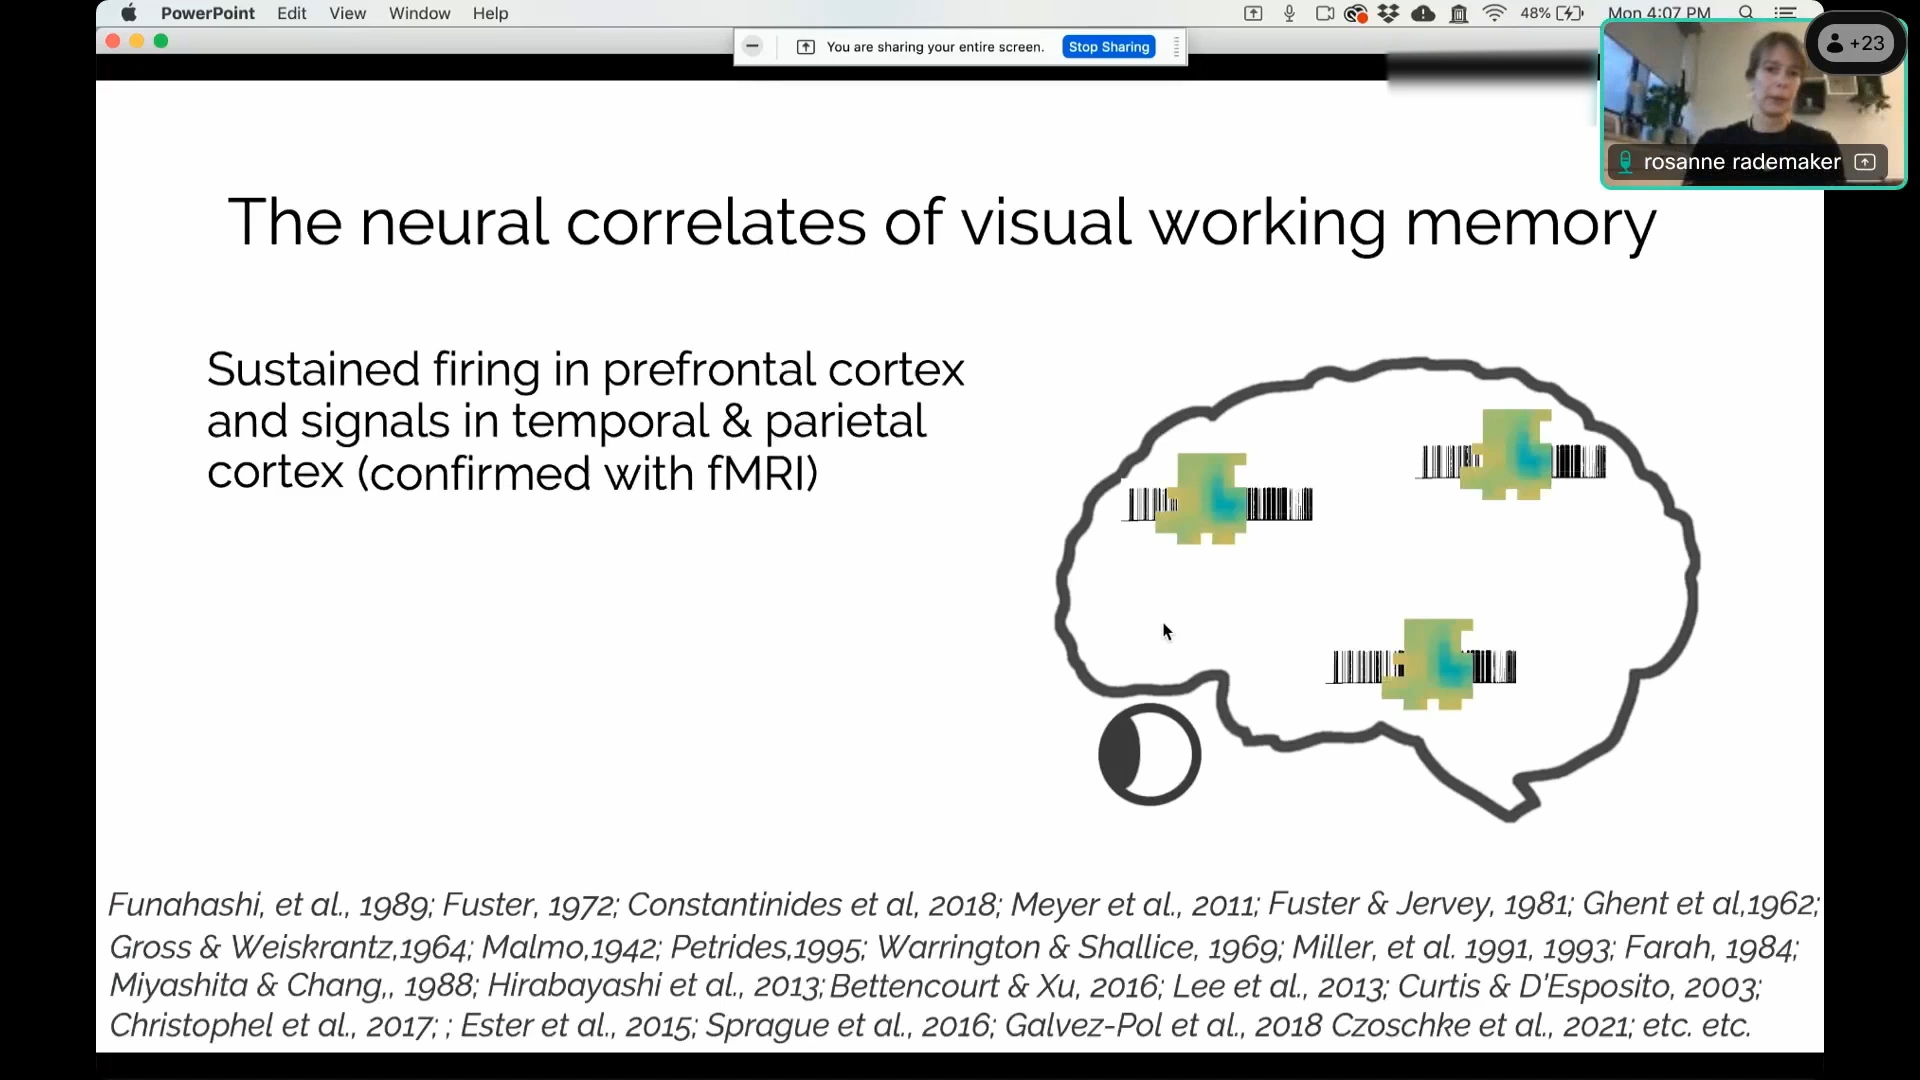 PowerPoint Edit View Window Help 48% Mon 4:07 PM
You are sharing your entire screen. Stop Sharing
+23
rosanne rademaker
The neural correlates of visual working memory
Sustained firing in prefrontal cortex
and signals in temporal & parietal
cortex (confirmed with fMRI)
Funahashi, et al., 1989; Fuster, 1972; Constantinides et al, 2018; Meyer et al., 2011; Fuster & Jervey, 1981; Ghent et al,1962;
Gross & Weiskrantz,1964; Malmo,1942; Petrides,1995; Warrington & Shallice, 1969; Miller, et al. 1991, 1993; Farah, 1984;
Miyashita & Chang,, 1988; Hirabayashi et al., 2013; Bettencourt & Xu, 2016; Lee et al., 2013; Curtis & D'Esposito, 2003;
Christophel et al., 2017; ; Ester et al., 2015; Sprague et al., 2016; Galvez-Pol et al., 2018 Czoschke et al., 2021; etc. etc.